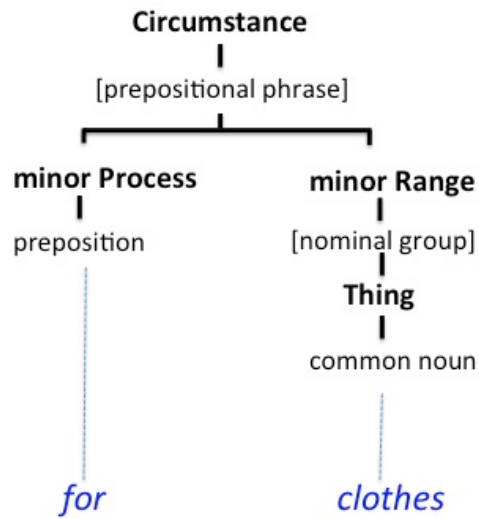 Circumstance
[prepositional phrase]
minor Process
minor Range
preposition
[nominal group]
Thing
common noun
for
clothes